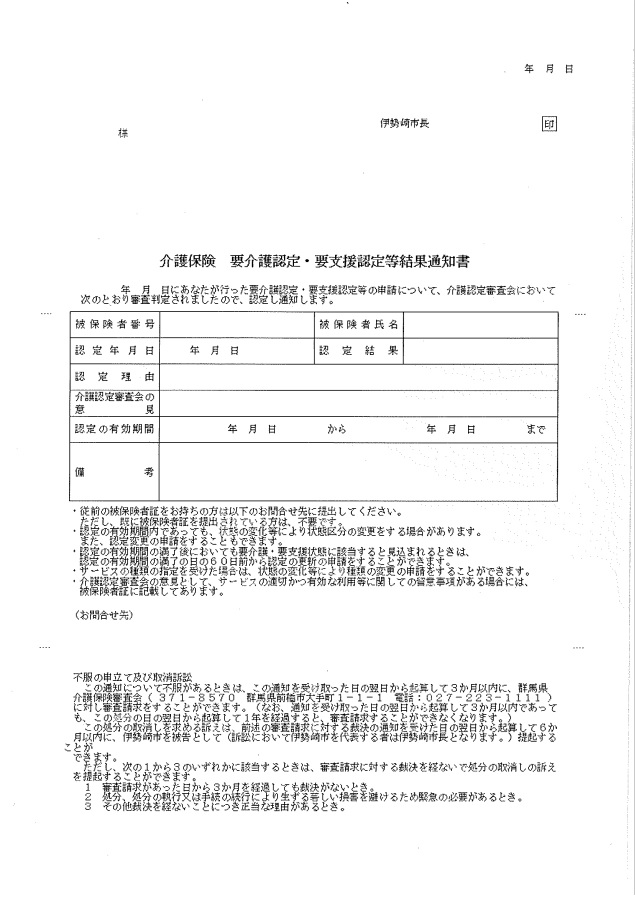 年　月　日
伊勢崎市長　印
様
介護保険　要介護認定・要支援認定等結果通知書
年　月　日にあなたが行った要介護認定・要支援認定等の申請について、介護認定審査会において
次のとおり審査判定されましたので、認定し通知します。
被保険者番号　被保険者氏名
認定年月日　年　月　日　認定結果
認定理由
介護認定審査会の
意見
認定の有効期間　年　月　日　から　年　月　日　まで
備考
・従前の被保険者証をお持ちの方は以下のお問合せ先に提出してください。
ただし、既に被保険者証を提出されている方は、不要です。
・認定の有効期間内であっても、状態の変化等により状態区分の変更をする場合があります。
また、認定変更の申請をすることもできます。
・認定の有効期間の満了後においても要介護・要支援状態に該当すると見込まれるときは、
認定の有効期間の満了の日の60日前から認定の更新の申請をすることができます。
・サービスの種類の指定を受けた場合は、状態の変化等により種類の変更の申請をすることができます。
・介護認定審査会の意見として、サービスの適切かつ有効な利用等に関しての留意事項がある場合には、
被保険者証に記載してあります。
（お問合せ先）
不服の申立て及び取消訴訟
この通知について不服があるときは、この通知を受け取った日の翌日から起算して3か月以内に、群馬県
介護保険審査会（371-8570　群馬県前橋市大手町1-1-1　電話：027-223-1111）
に対し審査請求をすることができます。（なお、通知を受け取った日の翌日から起算して3か月以内であって
も、この処分の日の翌日から起算して1年を経過すると、審査請求することができなくなります。）
この処分の取消しを求める訴えは、前述の審査請求に対する裁決の通知を受けた日の翌日から起算して6か
月以内に、伊勢崎市を被告として（訴訟において伊勢崎市を代表する者は伊勢崎市長となります。）提起する
ことが
できます。
ただし、次の1から3のいずれかに該当するときは、審査請求に対する裁決を経ないで処分の取消しの訴え
を提起することができます。
1　審査請求があった日から3か月を経過しても裁決がないとき。
2　処分、処分の執行又は手続の続行により生ずる著しい損害を避けるため緊急の必要があるとき。
3　その他裁決を経ないことにつき正当な理由があるとき。